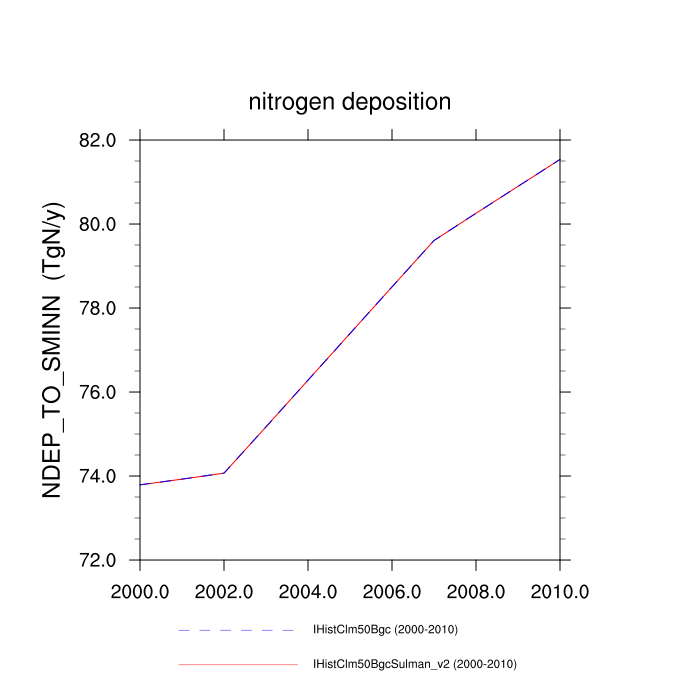 nitrogen deposition
NDEP_TO_SMINN (TgN/y)
82.0
80.0
78.0
76.0
74.0
72.0
2000.0 2002.0 2004.0 2006.0 2008.0 2010.0
IHistClm50Bgc (2000-2010)
IHistClm50BgcSulman_v2 (2000-2010)